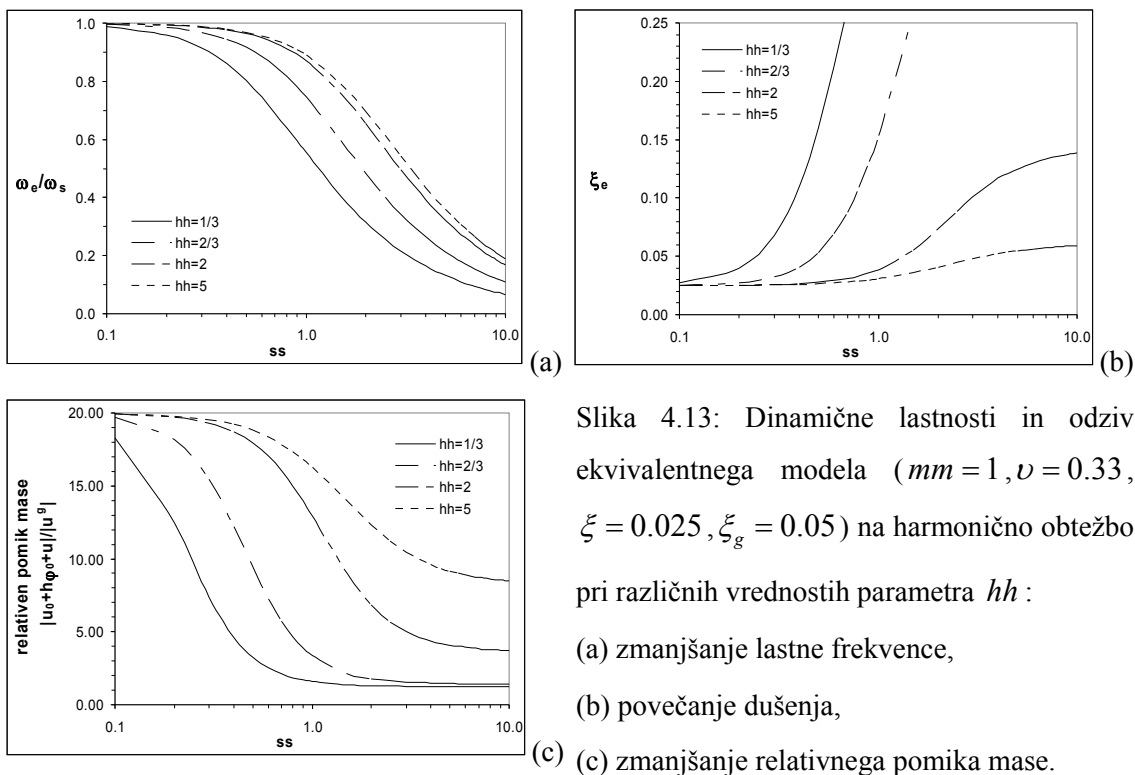 1.0
0.8
0.6
0.4
0.2
0.0
ωe/ωs
hh=1/3
hh=2/3
hh=2
hh=5
0.1
1.0
10.0
ss
(a)
0.25
0.20
0.15
0.10
0.05
0.00
ξe
hh=1/3
hh=2/3
hh=2
hh=5
0.1
1.0
10.0
ss
(b)
20.00
15.00
10.00
5.00
0.00
relativen pomik mase
|u0+hφ0+u|/|u^g|
hh=1/3
hh=2/3
hh=2
hh=5
0.1
1.0
10.0
ss
(c)
Slika 4.13: Dinamične lastnosti in odziv
ekvivalentnega modela (mm = 1, υ = 0.33,
ξ = 0.025, ξg = 0.05) na harmonično obtežbo
pri različnih vrednostih parametra hh :
(a) zmanjšanje lastne frekvence,
(b) povečanje dušenja,
(c) zmanjšanje relativnega pomika mase.